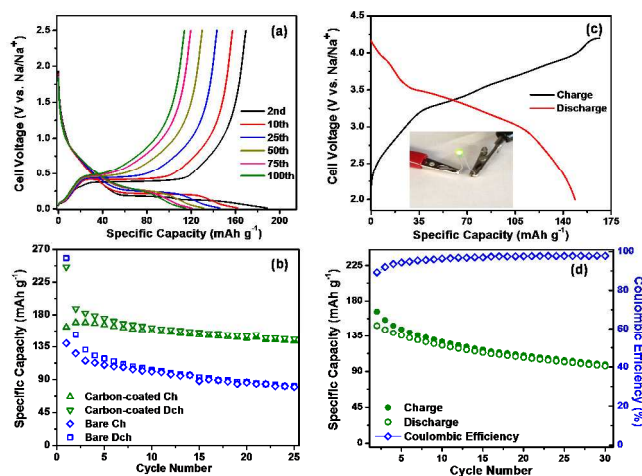 (a)
Cell Voltage (V vs. Na/Na+)
2.5
2.0
1.5
1.0
0.5
0.0
2nd
10th
25th
50th
75th
100th
0 40 80 120 160 200
Specific Capacity (mAh g-1)
(c)
Cell Voltage (V vs. Na/Na+)
4.5
4.0
3.5
3.0
2.5
2.0
Charge
Discharge
0 35 70 105 140 175
Specific Capacity (mAh g-1)
(b)
Specific Capacity (mAh g-1)
270
225
180
135
90
45
0
Carbon-coated Ch
Carbon-coated Dch
Bare Ch
Bare Dch
0 5 10 15 20 25
Cycle Number
(d)
Specific Capacity (mAh g-1)
270
225
180
135
90
45
0
Charge
Discharge
Coulombic Efficiency
5 10 15 20 25 30
Cycle Number
100
80
60
40
20
0
Coulombic Efficiency (%)